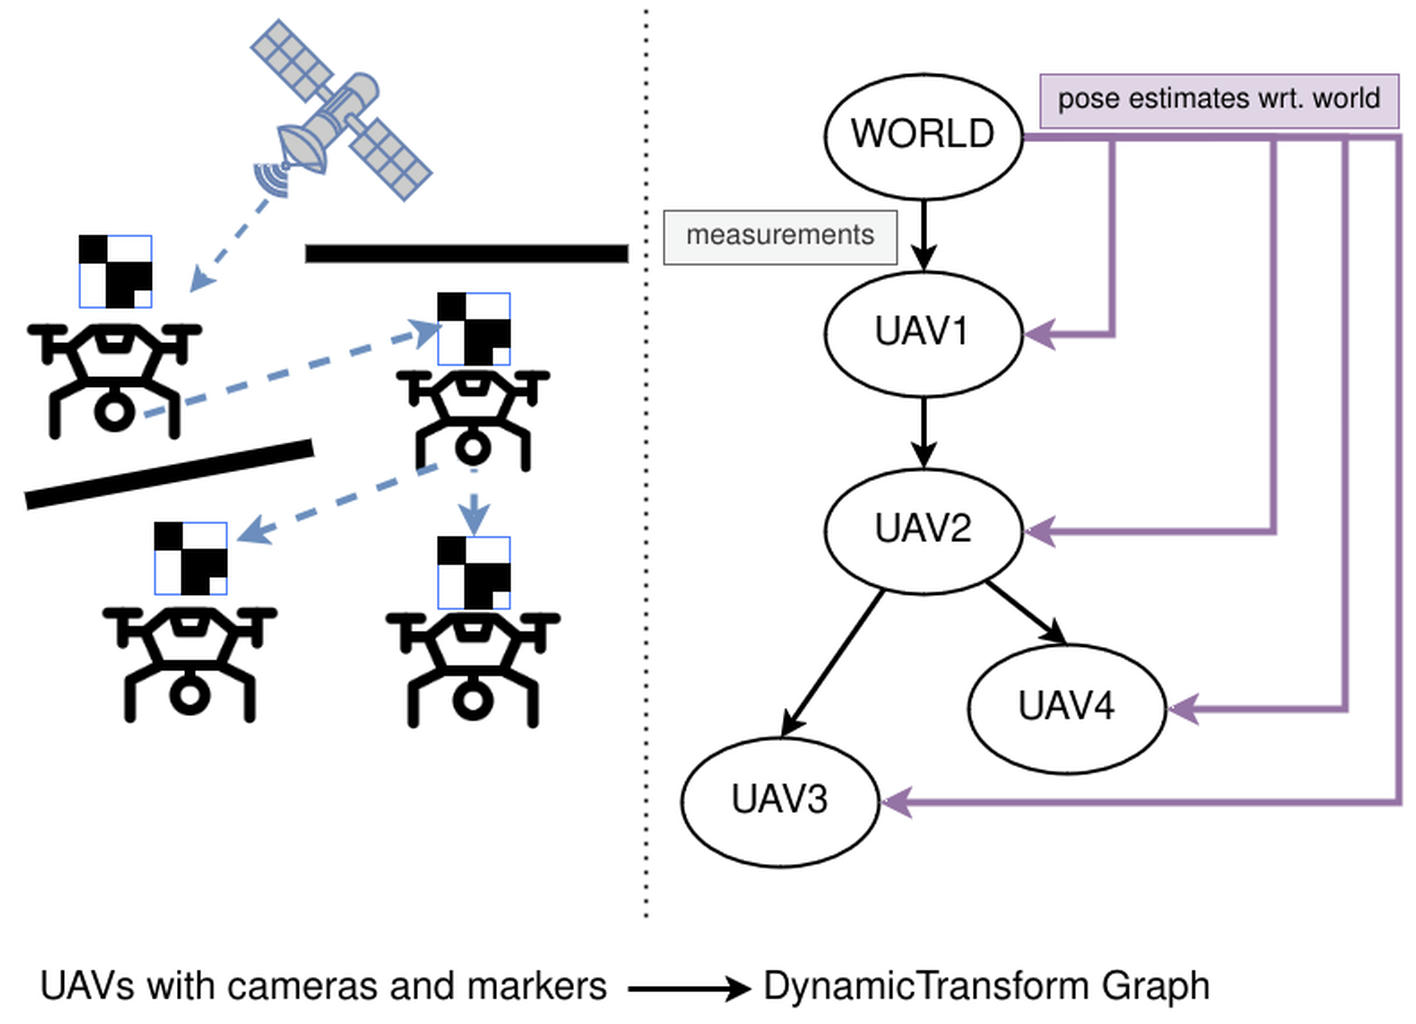 WORLD
pose estimates wrt. world
measurements
UAV1
UAV2
UAV4
UAV3
UAVs with cameras and markers
DynamicTransform Graph